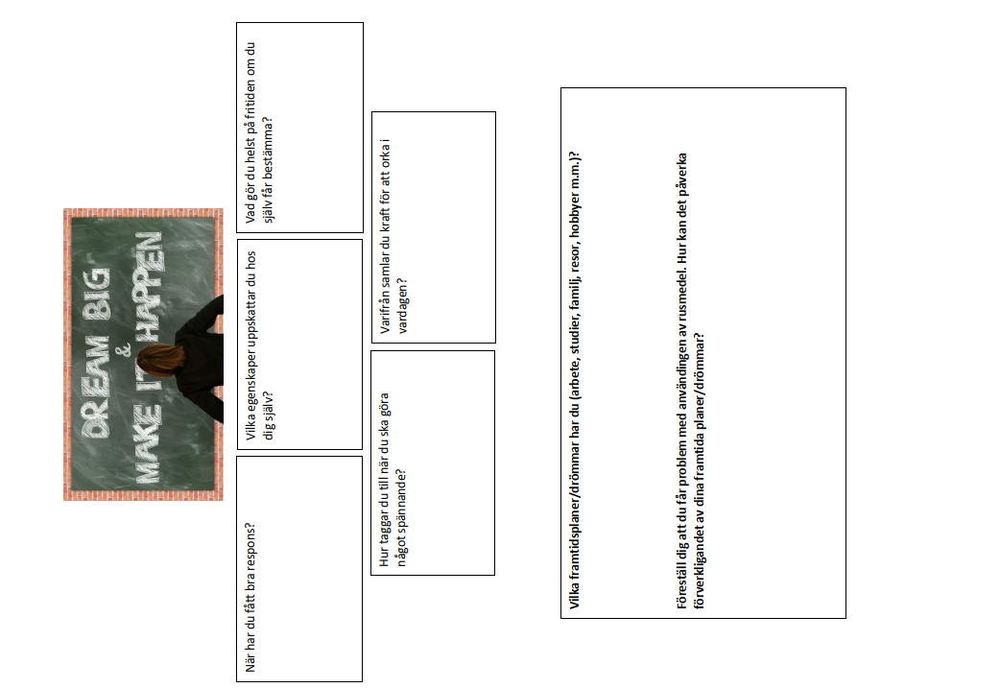 DREAM BIG
&
MAKE IT HAPPEN
När har du fått bra respons?
Vilka egenskaper uppskattar du hos
dig själv?
Vad gör du helst på fritiden om du
själv får bestämma?
Hur taggar du till när du ska göra
något spännande?
Varifrån samlar du kraft för att orka i
vardagen?
Vilka framtidsplaner/drömmar har du (arbete, studier, familj, resor, hobbyer m.m.)?
Föreställ dig att du får problem med användingen av rusmedel. Hur kan det påverka
förverkligandet av dina framtida planer/drömmar?